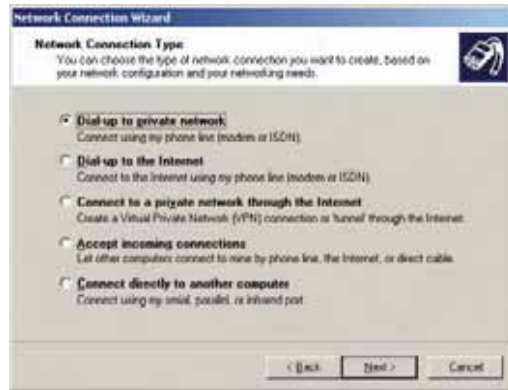 Network Connection Wizard
Network Connection Type
You can choose the type of network connection you want to create, based on
your network configuration and your networking needs.
Dial-up to private network
Connect using my phone line (modem or ISDN).
Dial-up to the Internet
Connect to the Internet using my phone line (modem or ISDN).
Connect to a private network through the Internet
Create a Virtual Private Network (VPN) connection or 'tunnel' through the Internet.
Accept incoming connections
Let other computers connect to mine by phone line, the Internet, or direct cable.
Connect directly to another computer
Connect using my serial, parallel, or infrared port.
< Back
Next >
Cancel